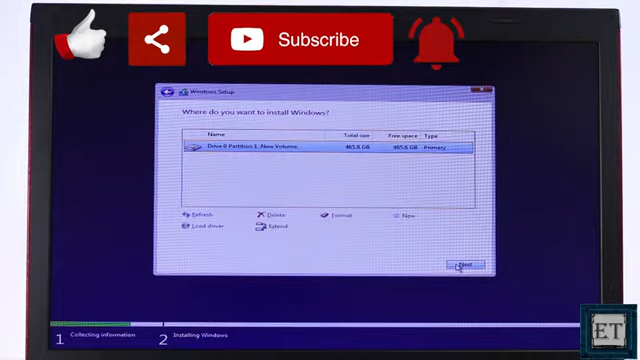 Subscribe
Windows Setup
Where do you want to install Windows?
Name Total size Free space Type
Drive 0 Partition 1: New Volume 465.8 GB 465.6 GB Primary
Refresh Delete Format New
Load driver Extend
Next
1 Collecting information 2 Installing Windows
ET